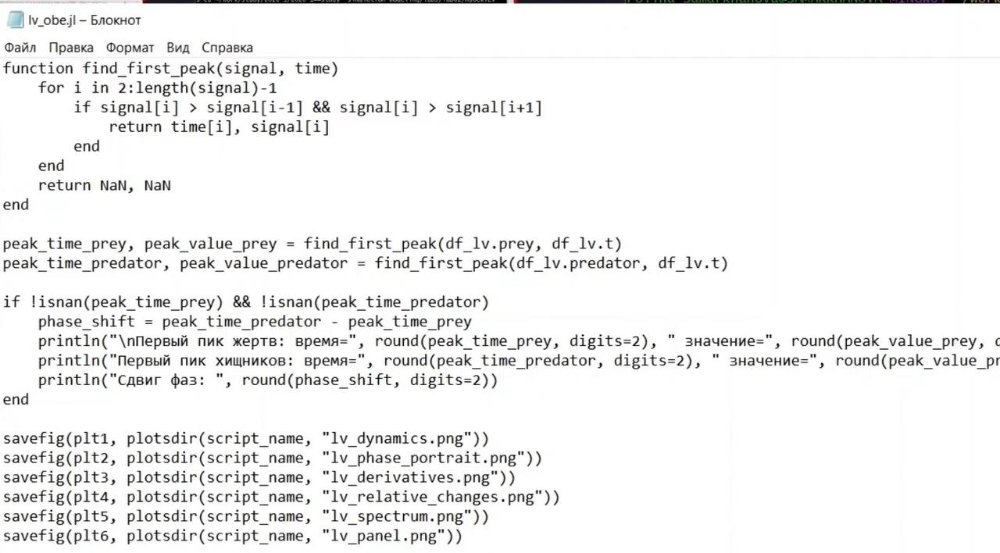 lv_obe.jl – Блокнот
Файл Правка Формат Вид Справка
function find_first_peak(signal, time)
    for i in 2:length(signal)-1
        if signal[i] > signal[i-1] && signal[i] > signal[i+1]
            return time[i], signal[i]
        end
    end
    return NaN, NaN
end

peak_time_prey, peak_value_prey = find_first_peak(df_lv.prey, df_lv.t)
peak_time_predator, peak_value_predator = find_first_peak(df_lv.predator, df_lv.t)

if !isnan(peak_time_prey) && !isnan(peak_time_predator)
    phase_shift = peak_time_predator - peak_time_prey
    println("\nПервый пик жертв: время=", round(peak_time_prey, digits=2), " значение=", round(peak_value_prey,
    println("Первый пик хищников: время=", round(peak_time_predator, digits=2), " значение=", round(peak_value_pr
    println("Сдвиг фаз: ", round(phase_shift, digits=2))
end

savefig(plt1, plotsdir(script_name, "lv_dynamics.png"))
savefig(plt2, plotsdir(script_name, "lv_phase_portrait.png"))
savefig(plt3, plotsdir(script_name, "lv_derivatives.png"))
savefig(plt4, plotsdir(script_name, "lv_relative_changes.png"))
savefig(plt5, plotsdir(script_name, "lv_spectrum.png"))
savefig(plt6, plotsdir(script_name, "lv_panel.png"))